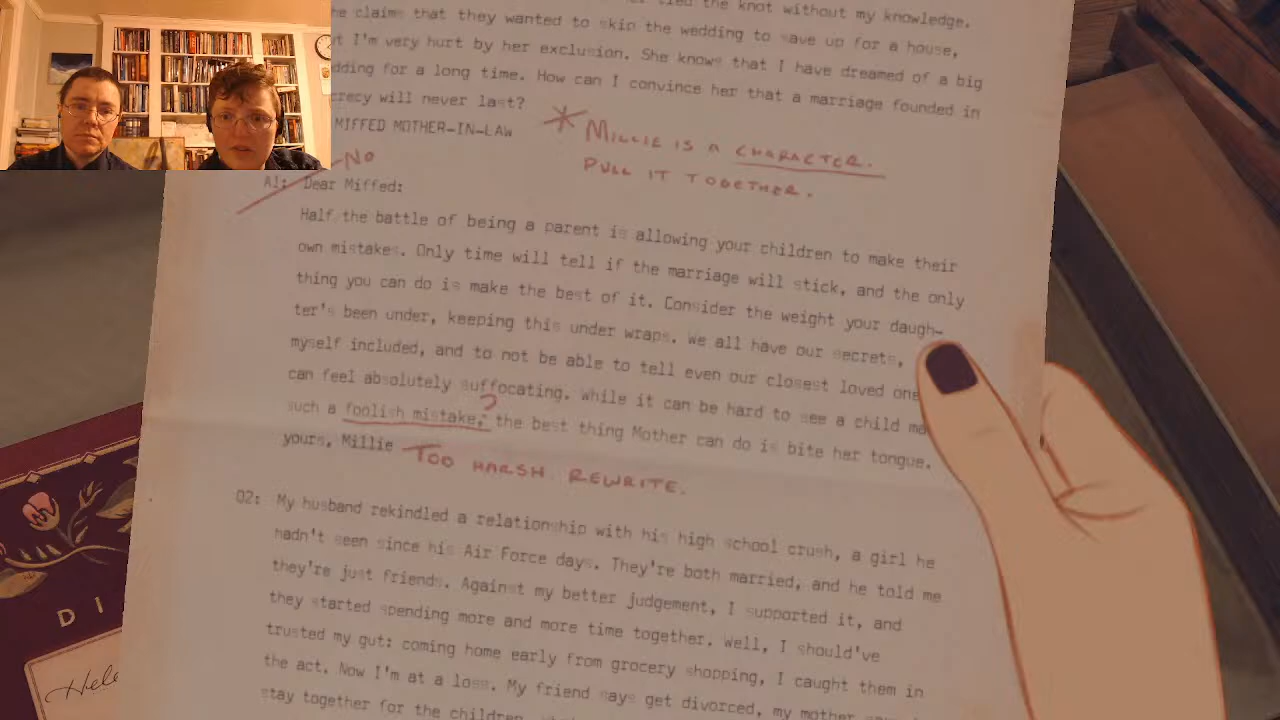 tied the knot without my knowledge.
claims that they wanted to skip the wedding to save up for a house,
I'm very hurt by her exclusion. She knows that I have dreamed of a big
for a long time. How can I convince her that a marriage founded in
will never last?
MIFFED MOTHER-IN-LAW
* MILLIE IS A CHARACTER.
PULL IT TOGETHER.
NO
A1: Dear Miffed:
Half the battle of being a parent is allowing your children to make their
own mistakes. Only time will tell if the marriage will stick, and the only
thing you can do is make the best of it. Consider the weight your daugh-
ter's been under, keeping this under wraps. we all have our secrets,
myself included, and to not be able to tell even our closest loved one
can feel absolutely suffocating. while it can be hard to see a child
such a foolish mistake, ? the best thing Mother can do is bite her tongue.
yours, Millie TOO HARSH. REWRITE.
Q2: My husband rekindled a relationship with his high school crush, a girl he
hadn't seen since his Air Force days. They're both married, and he told me
they're just friends. Against my better judgement, I supported it, and
they started spending more and more time together. well, I should've
trusted my gut: coming home early from grocery shopping, I caught them in
the act. Now I'm at a loss. My friend says get divorced, my mother
stay together for the children.
DI
Hele